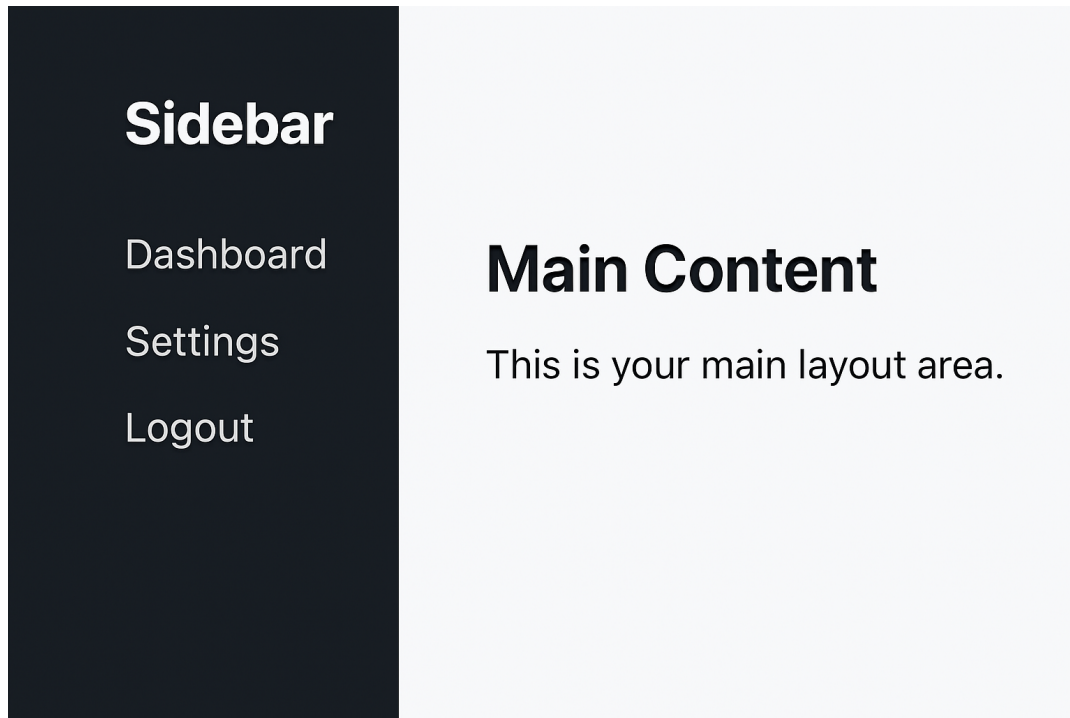 Sidebar
Dashboard
Settings
Logout
Main Content
This is your main layout area.